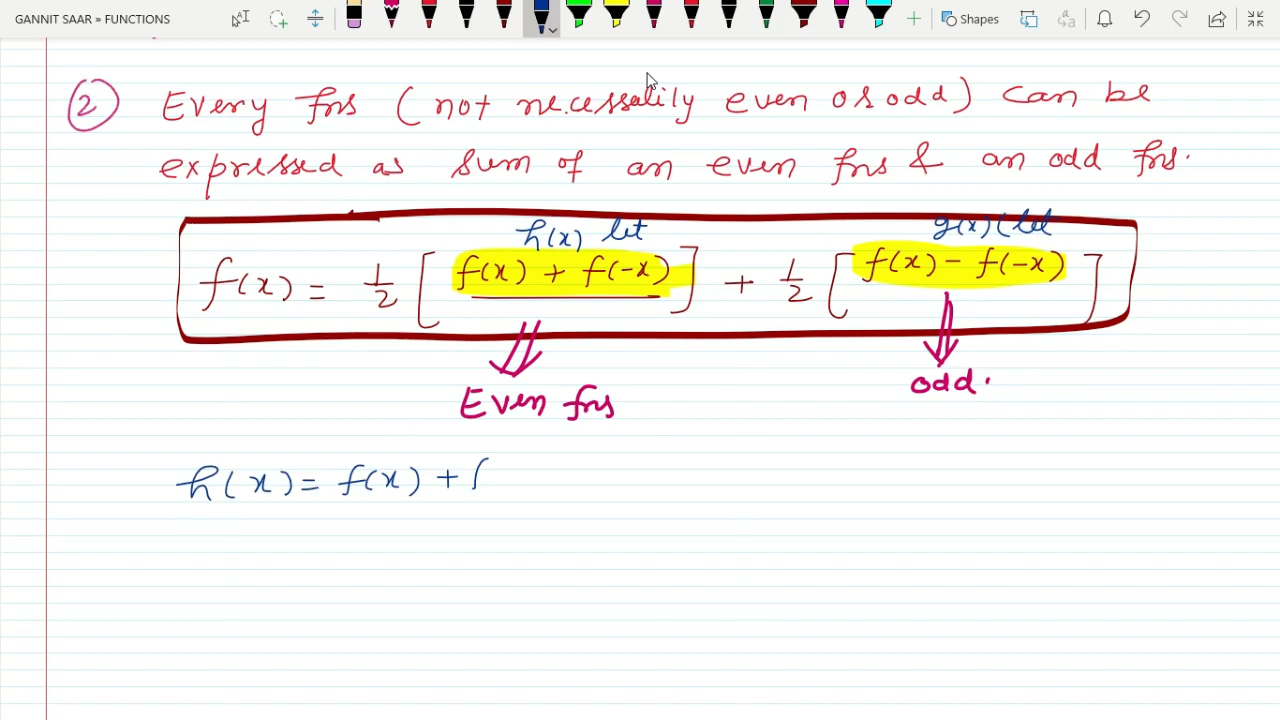 GANNIT SAAR » FUNCTIONS
Shapes
② Every fns (not necessarily even or odd) can be
expressed as sum of an even fns & an odd fns.
h(x) let g(x) (let
f(x) = 1/2 [f(x) + f(-x)] + 1/2 [f(x) - f(-x)]
Even fns
odd.
h(x) = f(x) + f